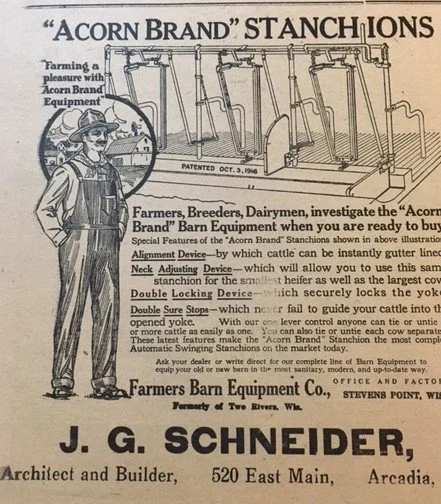 "ACORN BRAND" STANCHIONS
"Farming a
pleasure with
'Acorn Brand'
Equipment"
PATENTED OCT. 3, 1916
Farmers, Breeders, Dairymen, investigate the "Acorn
Brand" Barn Equipment when you are ready to buy
Special Features of the "Acorn Brand" Stanchions shown in above illustratio
Alignment Device—by which cattle can be instantly gutter lined
Neck Adjusting Device—which will allow you to use this sam
stanchion for the smallest heifer as well as the largest cow
Double Locking Device—which securely locks the yoke
Double Sure Stops—which never fail to guide your cattle into th
opened yoke. With our one lever control anyone can tie or unti
or more cattle as easily as one. You can also tie or untie each cow separate
These latest features make the "Acorn Brand" Stanchion the most compl
Automatic Swinging Stanchions on the market today.
Ask your dealer or write direct for our complete line of Barn Equipment to
equip your old or new barn in the most sanitary, modern, and up-to-date way.
Farmers Barn Equipment Co., OFFICE AND FACTO
STEVENS POINT, WI
Formerly of Two Rivers, Wis.
J. G. SCHNEIDER,
Architect and Builder, 520 East Main, Arcadia,